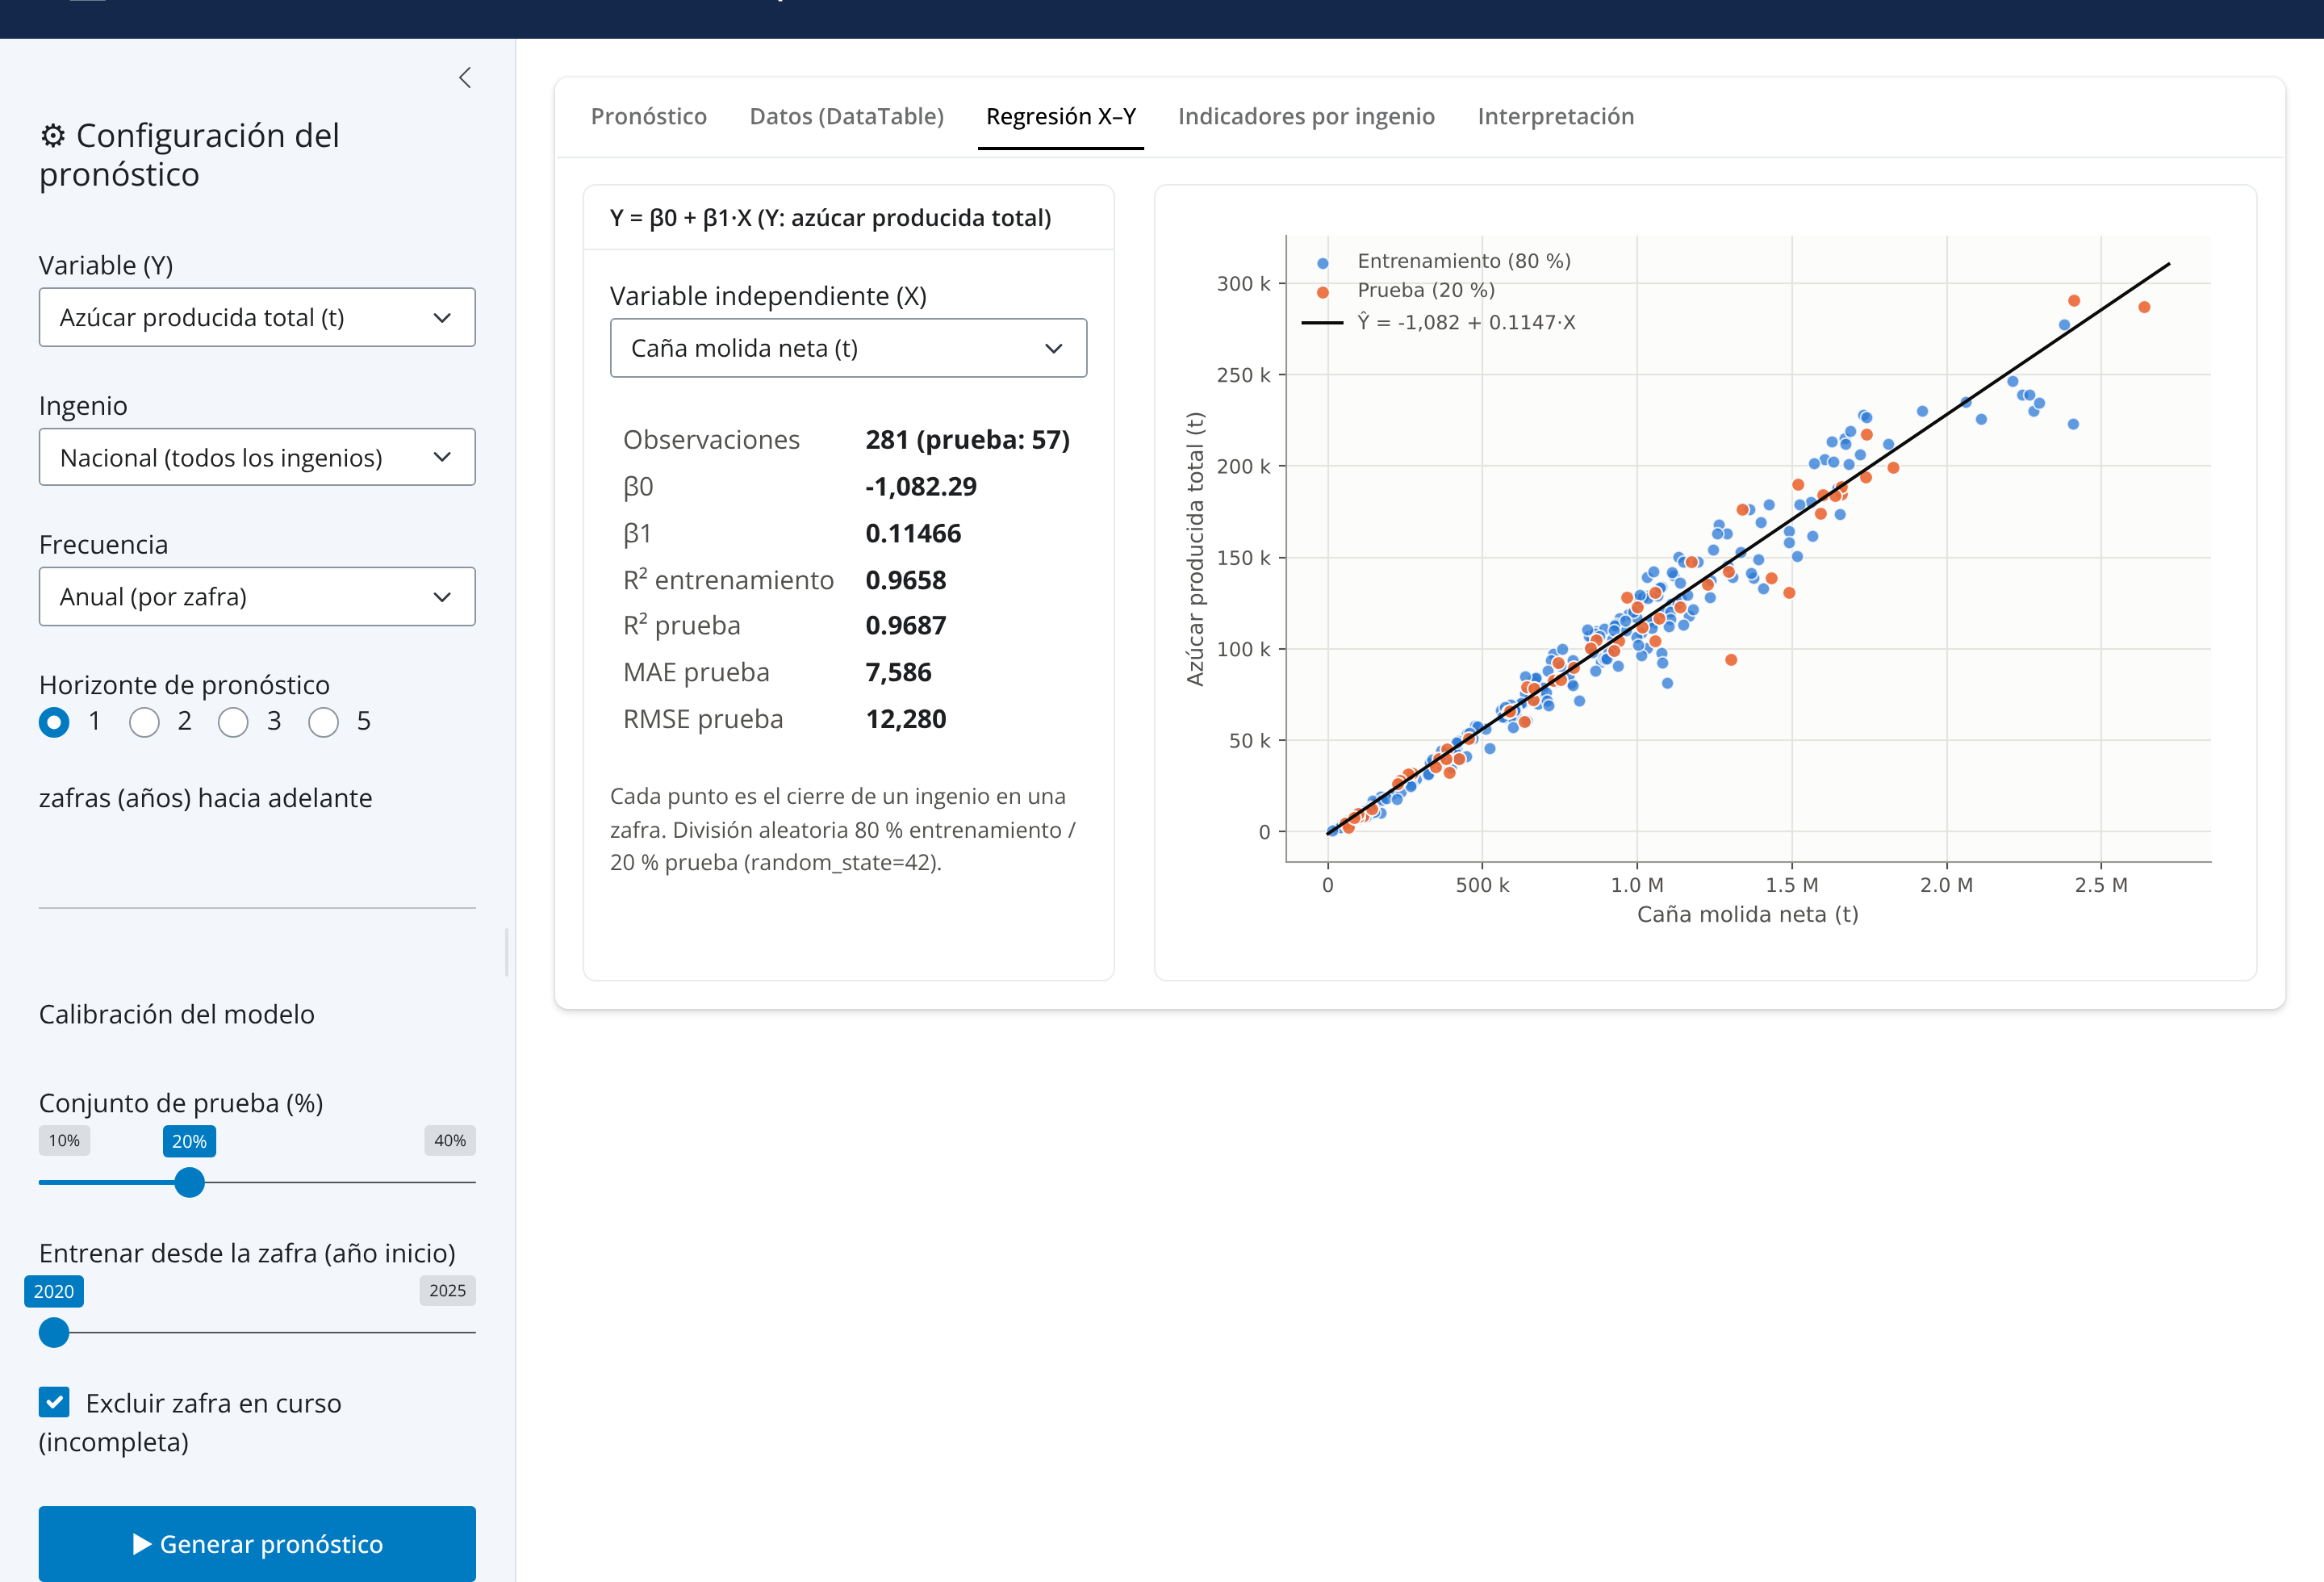 ⚙ Configuración del
pronóstico
Variable (Y)
Azúcar producida total (t)
Ingenio
Nacional (todos los ingenios)
Frecuencia
Anual (por zafra)
Horizonte de pronóstico
1 2 3 5
zafras (años) hacia adelante
Calibración del modelo
Conjunto de prueba (%)
10% 20% 40%
Entrenar desde la zafra (año inicio)
2020 2025
Excluir zafra en curso
(incompleta)
▶ Generar pronóstico
Pronóstico Datos (DataTable) Regresión X–Y Indicadores por ingenio Interpretación
Y = β0 + β1·X (Y: azúcar producida total)
Variable independiente (X)
Caña molida neta (t)
Observaciones 281 (prueba: 57)
β0 -1,082.29
β1 0.11466
R² entrenamiento 0.9658
R² prueba 0.9687
MAE prueba 7,586
RMSE prueba 12,280
Cada punto es el cierre de un ingenio en una
zafra. División aleatoria 80 % entrenamiento /
20 % prueba (random_state=42).
Entrenamiento (80 %)
Prueba (20 %)
Ŷ = -1,082 + 0.1147·X
Azúcar producida total (t)
300 k
250 k
200 k
150 k
100 k
50 k
0
0 500 k 1.0 M 1.5 M 2.0 M 2.5 M
Caña molida neta (t)